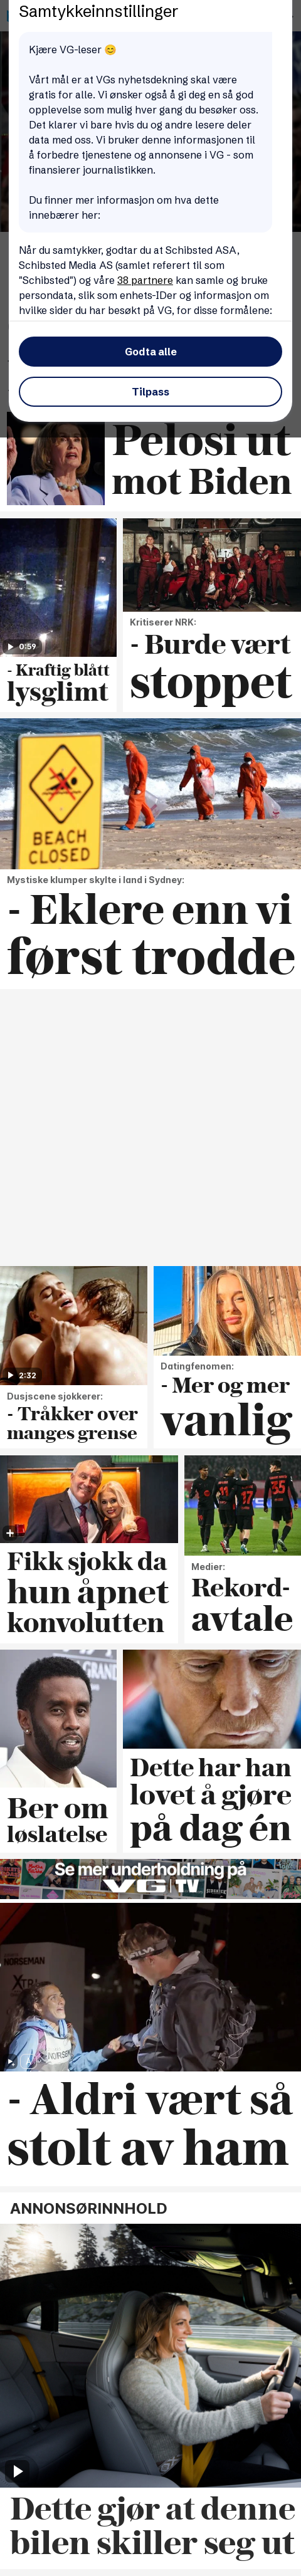 Samtykkeinnstillinger
Kjære VG-leser 😊
Vårt mål er at VGs nyhetsdekning skal være
gratis for alle. Vi ønsker også å gi deg en så god
opplevelse som mulig hver gang du besøker oss.
Det klarer vi bare hvis du og andre lesere deler
data med oss. Vi bruker denne informasjonen til
å forbedre tjenestene og annonsene i VG - som
finansierer journalistikken.
Du finner mer informasjon om hva dette
innebærer her:
Når du samtykker, godtar du at Schibsted ASA,
Schibsted Media AS (samlet referert til som
"Schibsted") og våre 38 partnere kan samle og bruke
persondata, slik som enhets-IDer og informasjon om
hvilke sider du har besøkt på VG, for disse formålene:
Godta alle
Tilpass
Pelosi ut
mot Biden
0:59
- Kraftig blått
lysglimt
Kritiserer NRK:
- Burde vært
stoppet
BEACH
CLOSED
Mystiske klumper skylte i land i Sydney:
- Eklere enn vi
først trodde
2:32
Dusjscene sjokkerer:
- Tråkker over
manges grense
Datingfenomen:
- Mer og mer
vanlig
Fikk sjokk da
hun åpnet
konvolutten
Medier:
Rekord-
avtale
GRAN
Ber om
løslatelse
Dette har han
lovet å gjøre
på dag én
Se mer underholdning på
VG TV
NORSEMAN
XTR
- Aldri vært så
stolt av ham
ANNONSØRINNHOLD
Dette gjør at denne
bilen skiller seg ut